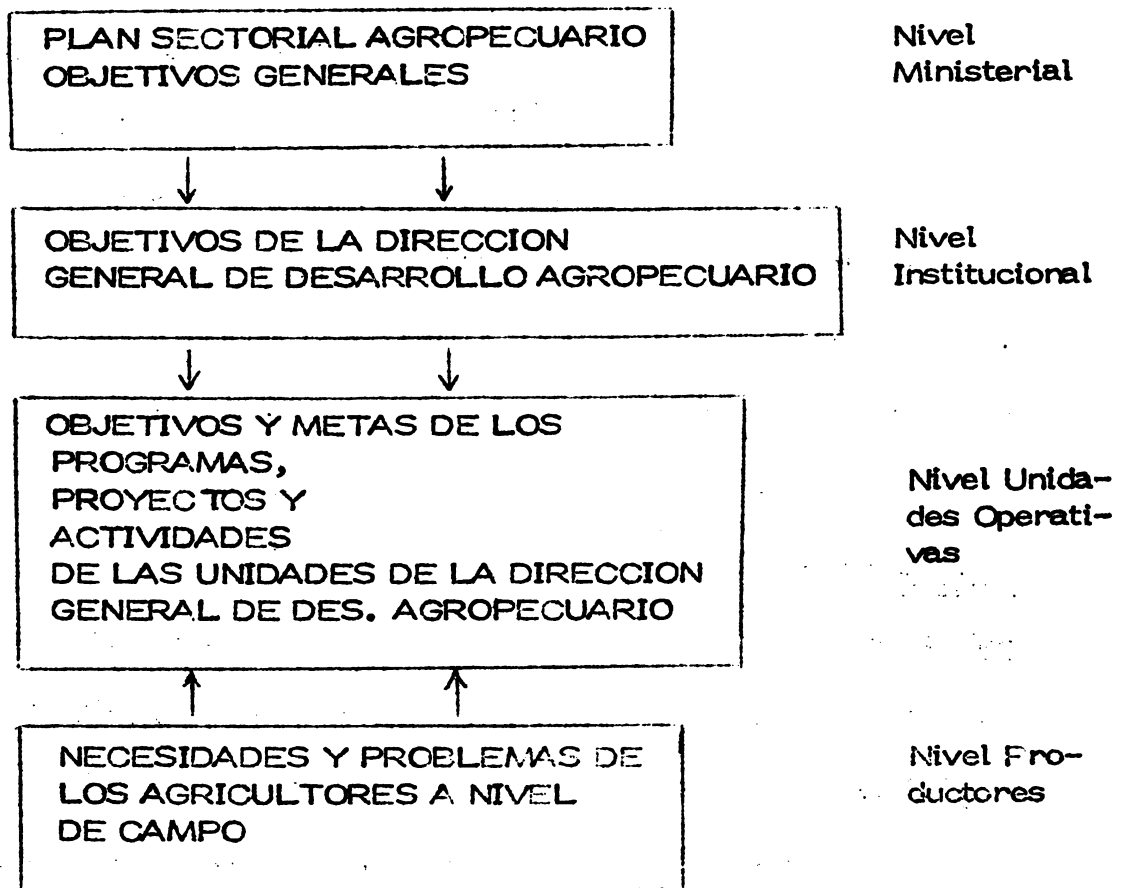 PLAN SECTORIAL AGROPECUARIO
OBJETIVOS GENERALES
Nivel
Ministerial
OBJETIVOS DE LA DIRECCION
GENERAL DE DESARROLLO AGROPECUARIO
Nivel
Institucional
OBJETIVOS Y METAS DE LOS
PROGRAMAS,
PROYECTOS Y
ACTIVIDADES
DE LAS UNIDADES DE LA DIRECCION
GENERAL DE DES. AGROPECUARIO
Nivel Unida-
des Operati-
vas
NECESIDADES Y PROBLEMAS DE
LOS AGRICULTORES A NIVEL
DE CAMPO
Nivel Pro-
ductores